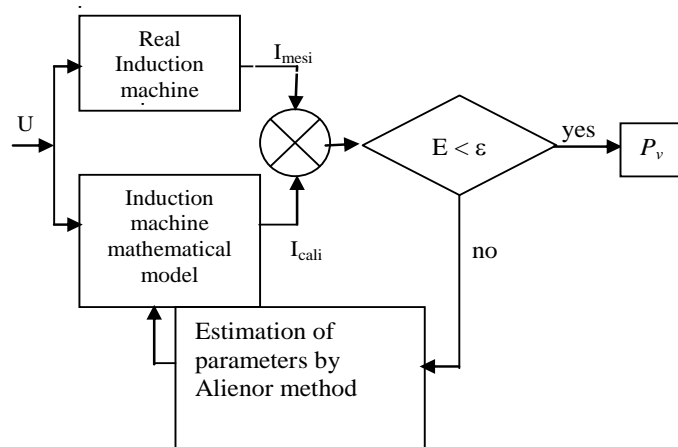 Real
Induction
machine
I_mesi
U
E < ε
yes
P_v
Induction
machine
mathematical
model
I_cali
no
Estimation of
parameters by
Alienor method